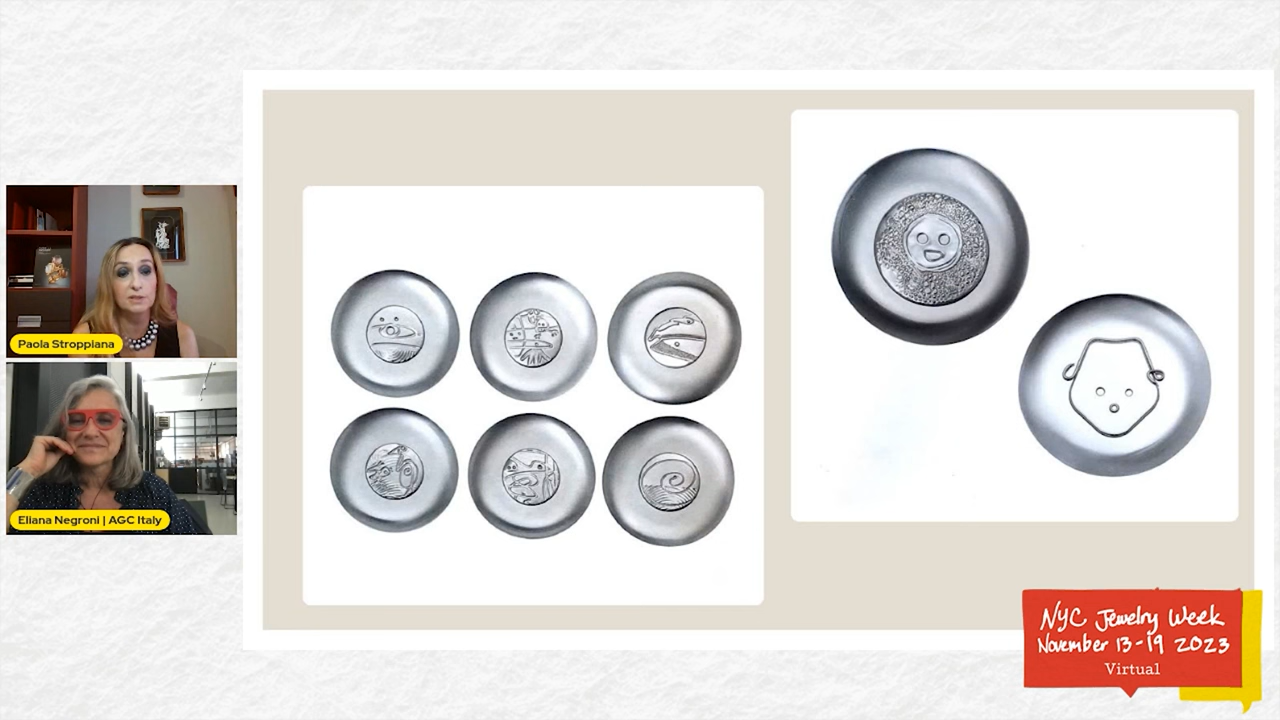 Paola Stroppiana
Eliana Negroni | AGC Italy
NYC Jewelry Week
November 13-19 2023
Virtual